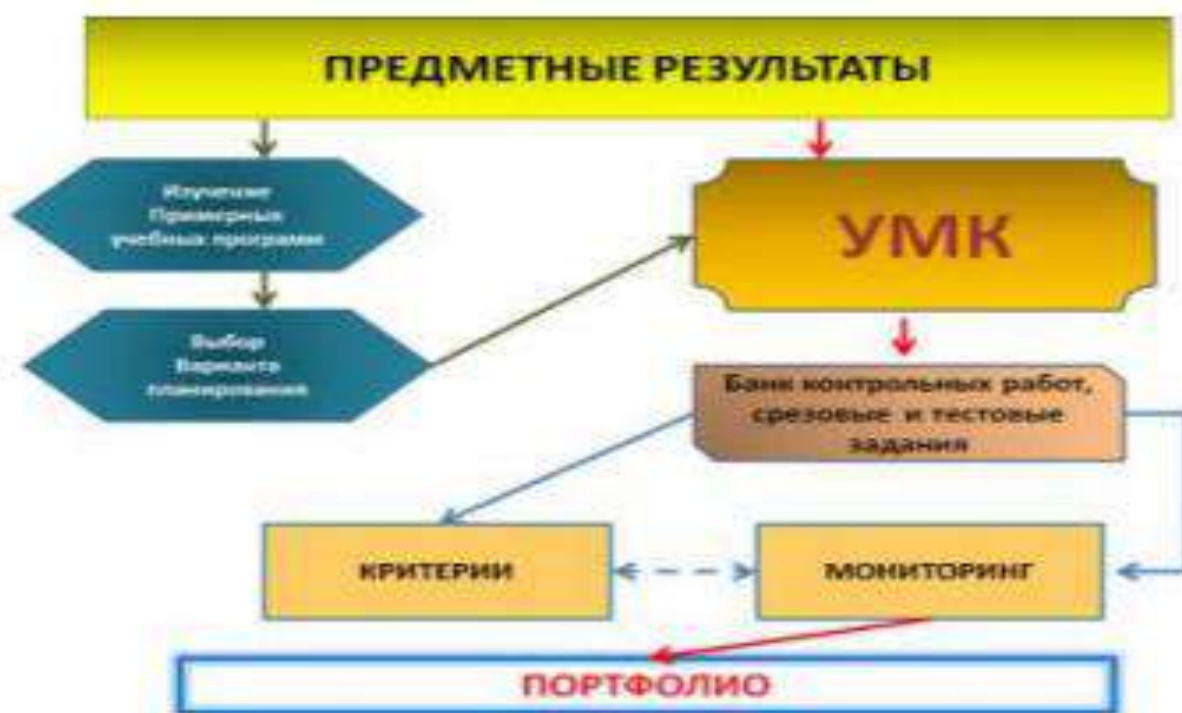 ПРЕДМЕТНЫЕ РЕЗУЛЬТАТЫ
Изучение
Примерных
учебных программ
УМК
Выбор
Варианта
планирования
Банк контрольных работ,
срезовые и тестовые
задания
КРИТЕРИИ
МОНИТОРИНГ
ПОРТФОЛИО